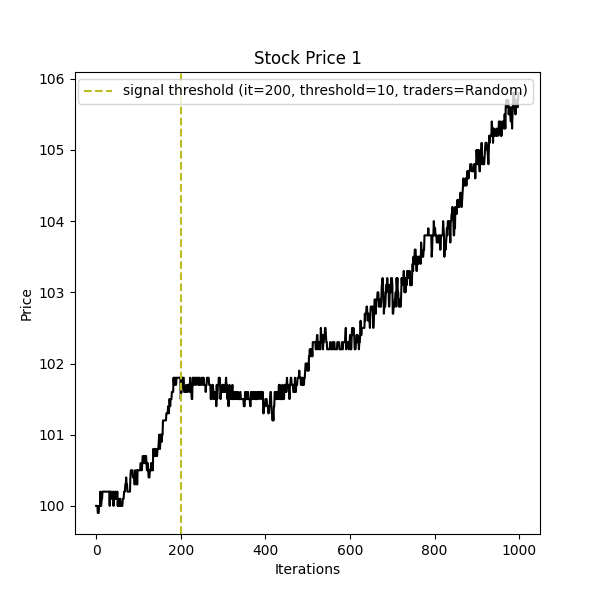 Stock Price 1
signal threshold (it=200, threshold=10, traders=Random)
106
105
104
103
102
101
100
Price
0 200 400 600 800 1000
Iterations